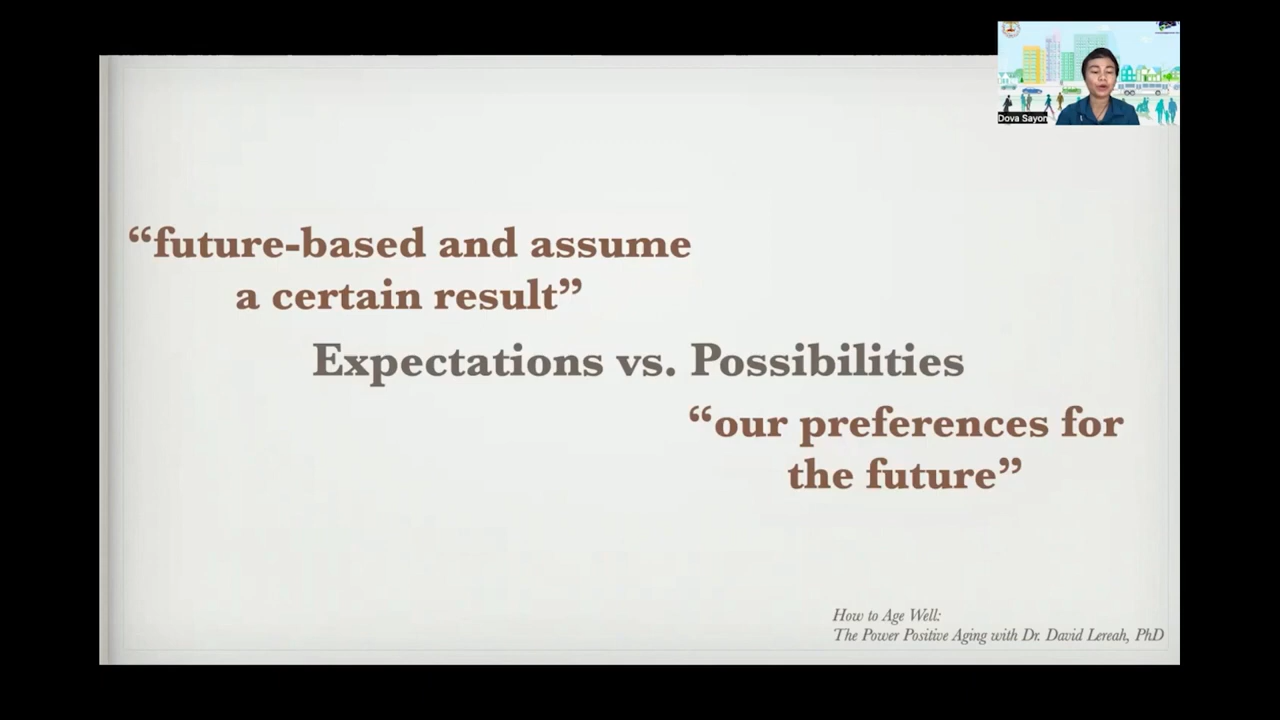 Dova Sayon
“future-based and assume
a certain result”
Expectations vs. Possibilities
“our preferences for
the future”
How to Age Well:
The Power Positive Aging with Dr. David Lereah, PhD